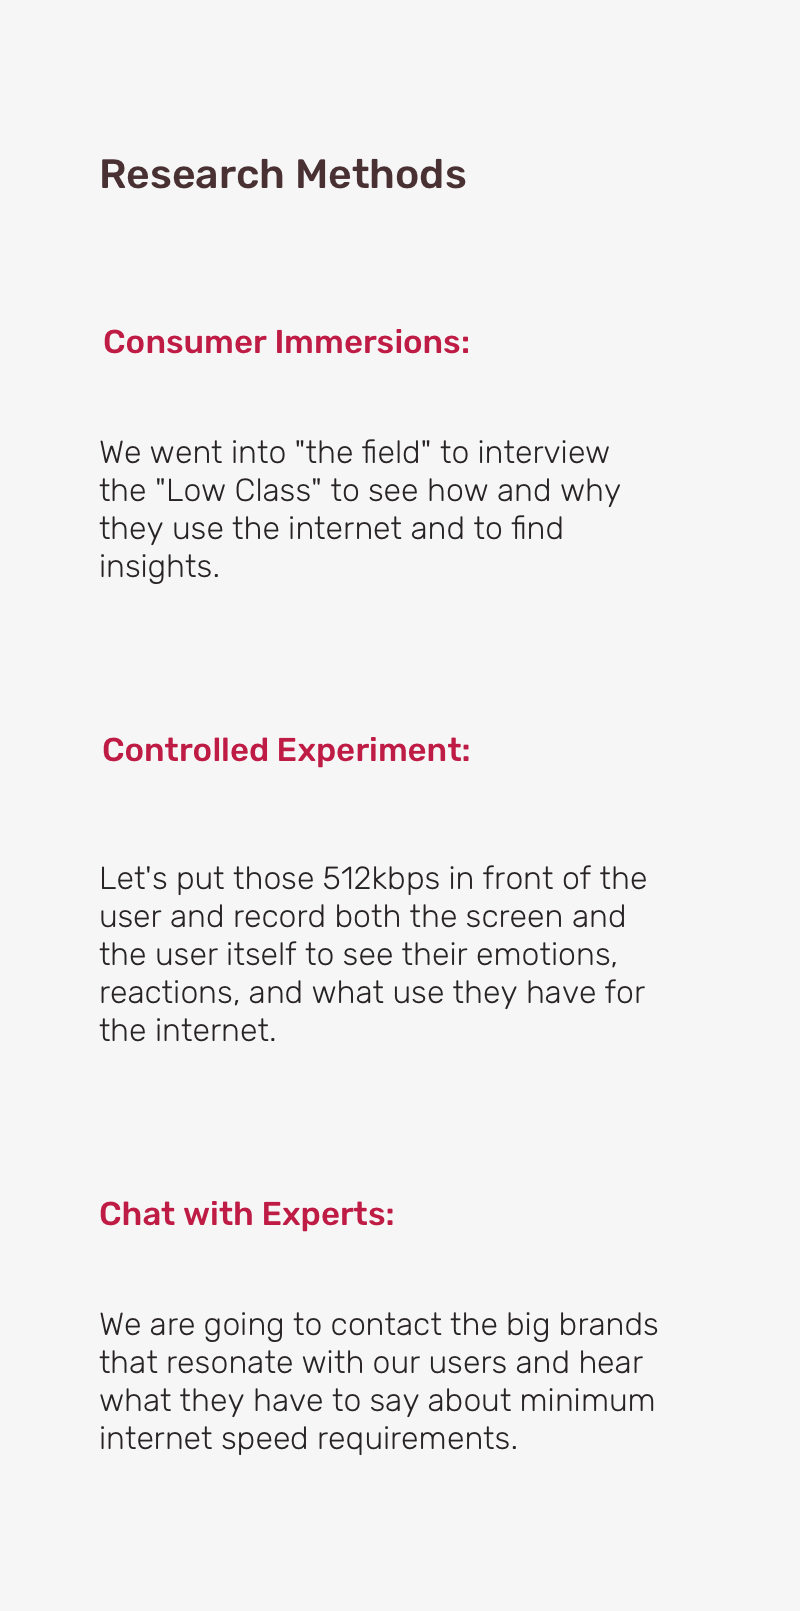 Research Methods
Consumer Immersions:
We went into "the field" to interview
the "Low Class" to see how and why
they use the internet and to find
insights.
Controlled Experiment:
Let's put those 512kbps in front of the
user and record both the screen and
the user itself to see their emotions,
reactions, and what use they have for
the internet.
Chat with Experts:
We are going to contact the big brands
that resonate with our users and hear
what they have to say about minimum
internet speed requirements.